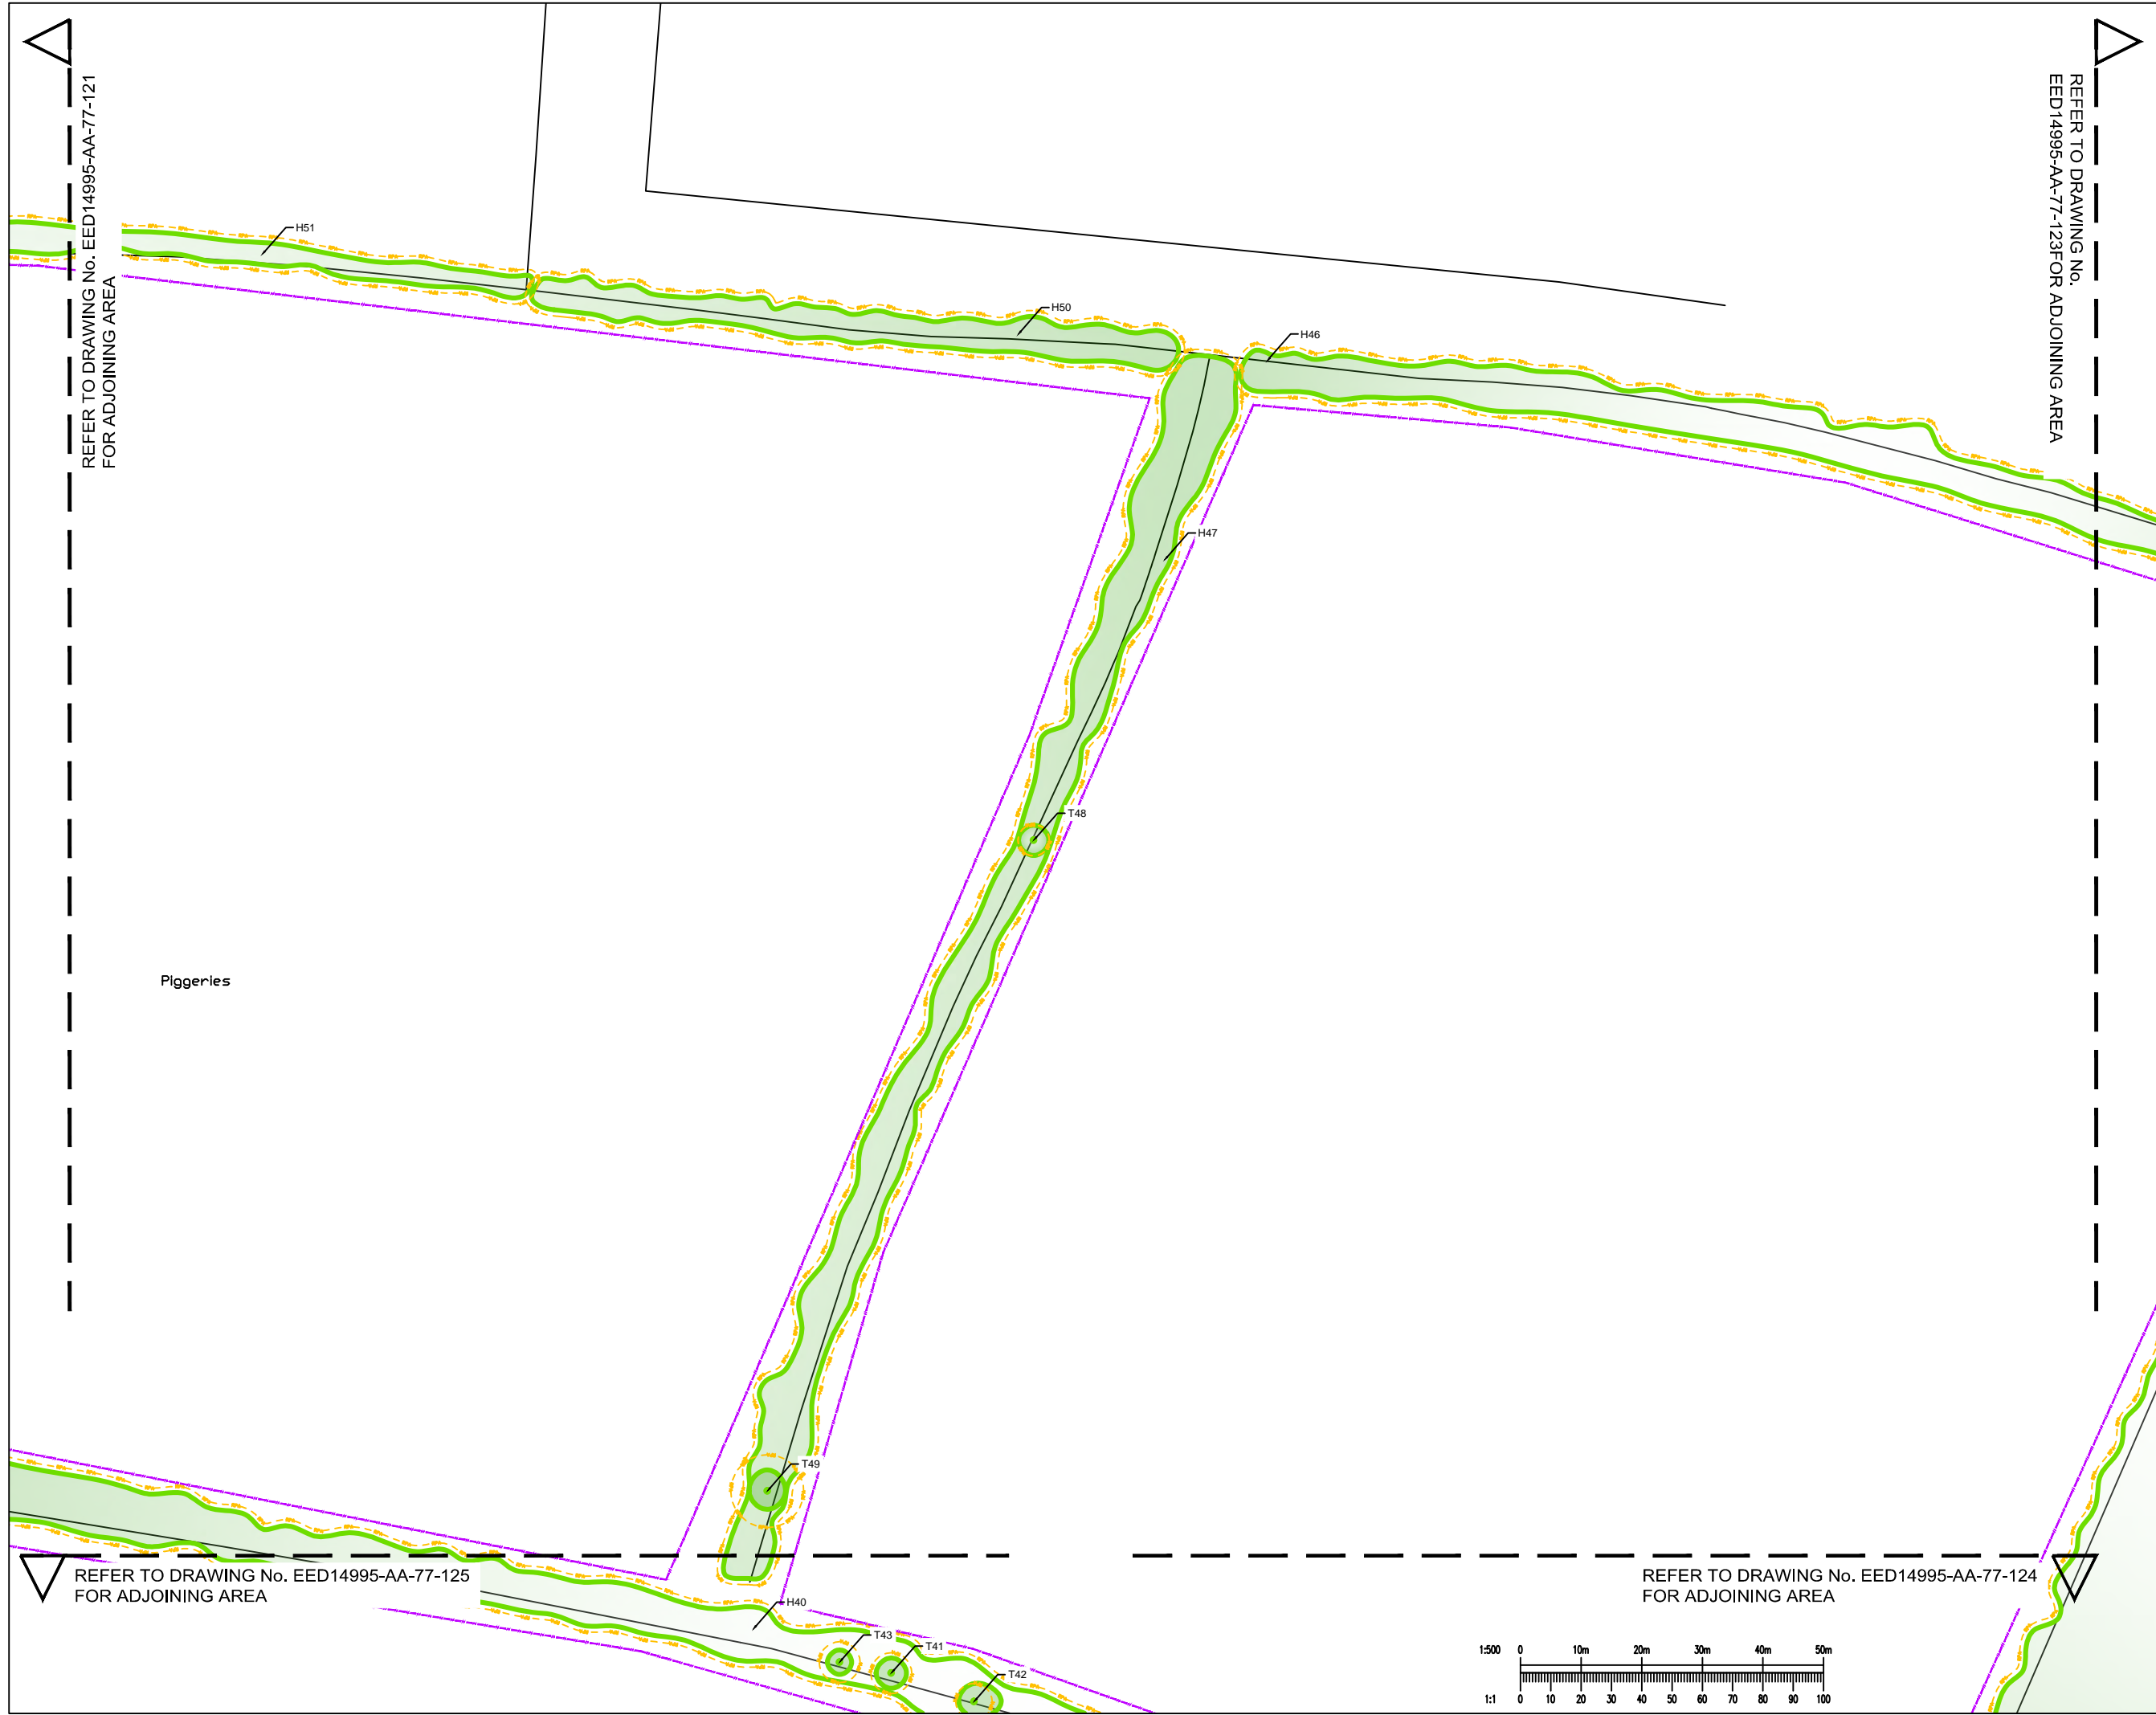 REFER TO DRAWING No. EED14995-AA-77-121
FOR ADJOINING AREA
REFER TO DRAWING No.
EED14995-AA-77-123FOR ADJOINING AREA
H51
H50
H46
H47
T48
Piggeries
T49
REFER TO DRAWING No. EED14995-AA-77-125
FOR ADJOINING AREA
REFER TO DRAWING No. EED14995-AA-77-124
FOR ADJOINING AREA
H40
T43
T41
T42
1:500 0 10m 20m 30m 40m 50m
1:1 0 10 20 30 40 50 60 70 80 90 100